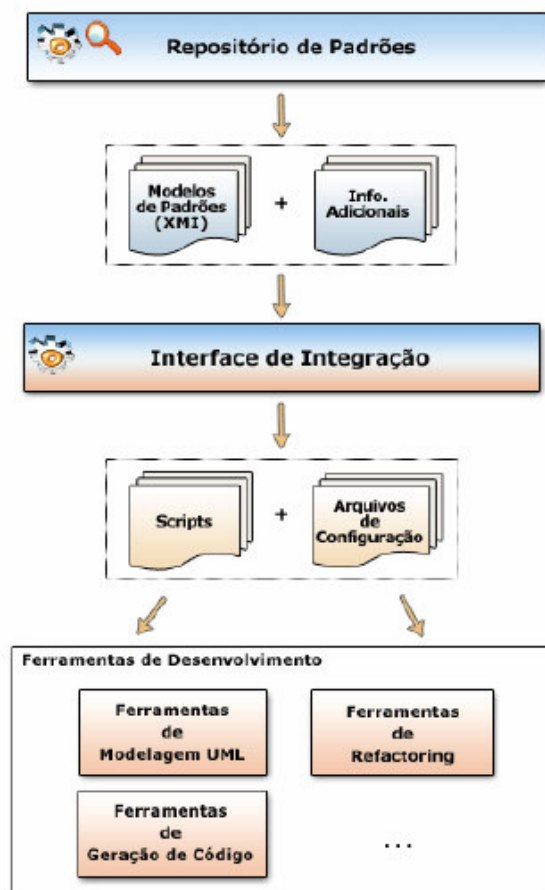 Repositório de Padrões
Modelos
de Padrões
(XMI)
+
Info.
Adicionais
Interface de Integração
Scripts
+
Arquivos
de
Configuração
Ferramentas de Desenvolvimento
Ferramentas
de
Modelagem UML
Ferramentas
de
Refactoring
Ferramentas
de
Geração de Código
...